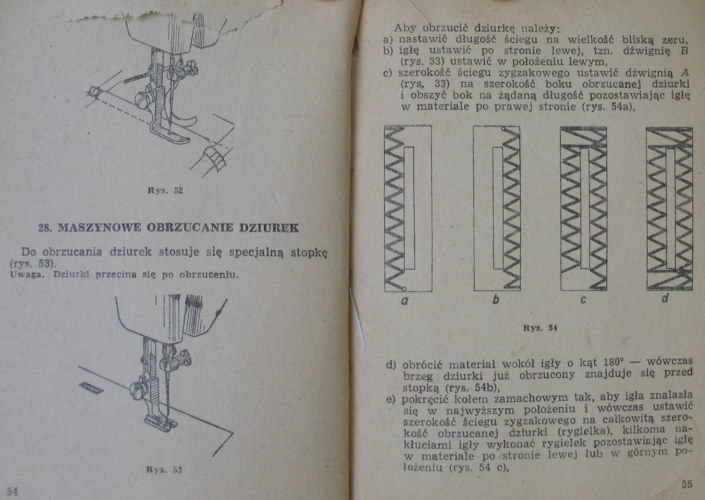 Rys. 52
28. MASZYNOWE OBRZUCANIE DZIUREK
Do obrzucania dziurek stosuje się specjalną stopkę
(rys. 53).
Uwaga. Dziurki przecina się po obrzuceniu.
Rys. 53
54
Aby obrzucić dziurkę należy:
a) nastawić długość ściegu na wielkość bliską zeru,
b) igłę ustawić po stronie lewej, tzn. dźwignię B
(rys. 33) ustawić w położeniu lewym,
c) szerokość ściegu zygzakowego ustawić dźwignią A
(rys, 33) na szerokość boku obrzucanej dziurki
i obszyć bok na żądaną długość pozostawiając igłę
w materiale po prawej stronie (rys. 54a),
a b c d
Rys. 54
d) obrócić materiał wokół igły o kąt 180° — wówczas
brzeg dziurki już obrzucony znajduje się przed
stopką (rys. 54b),
e) pokręcić kołem zamachowym tak, aby igła znalazła
się w najwyższym położeniu i wówczas ustawić
szerokość ściegu zygzakowego na całkowitą szero-
kość obrzucanej dziurki (rygielka), kilkoma na-
kłuciami igły wykonać rygielek pozostawiając igłę
w materiale po stronie lewej lub w górnym po-
łożeniu (rys. 54 c),
55